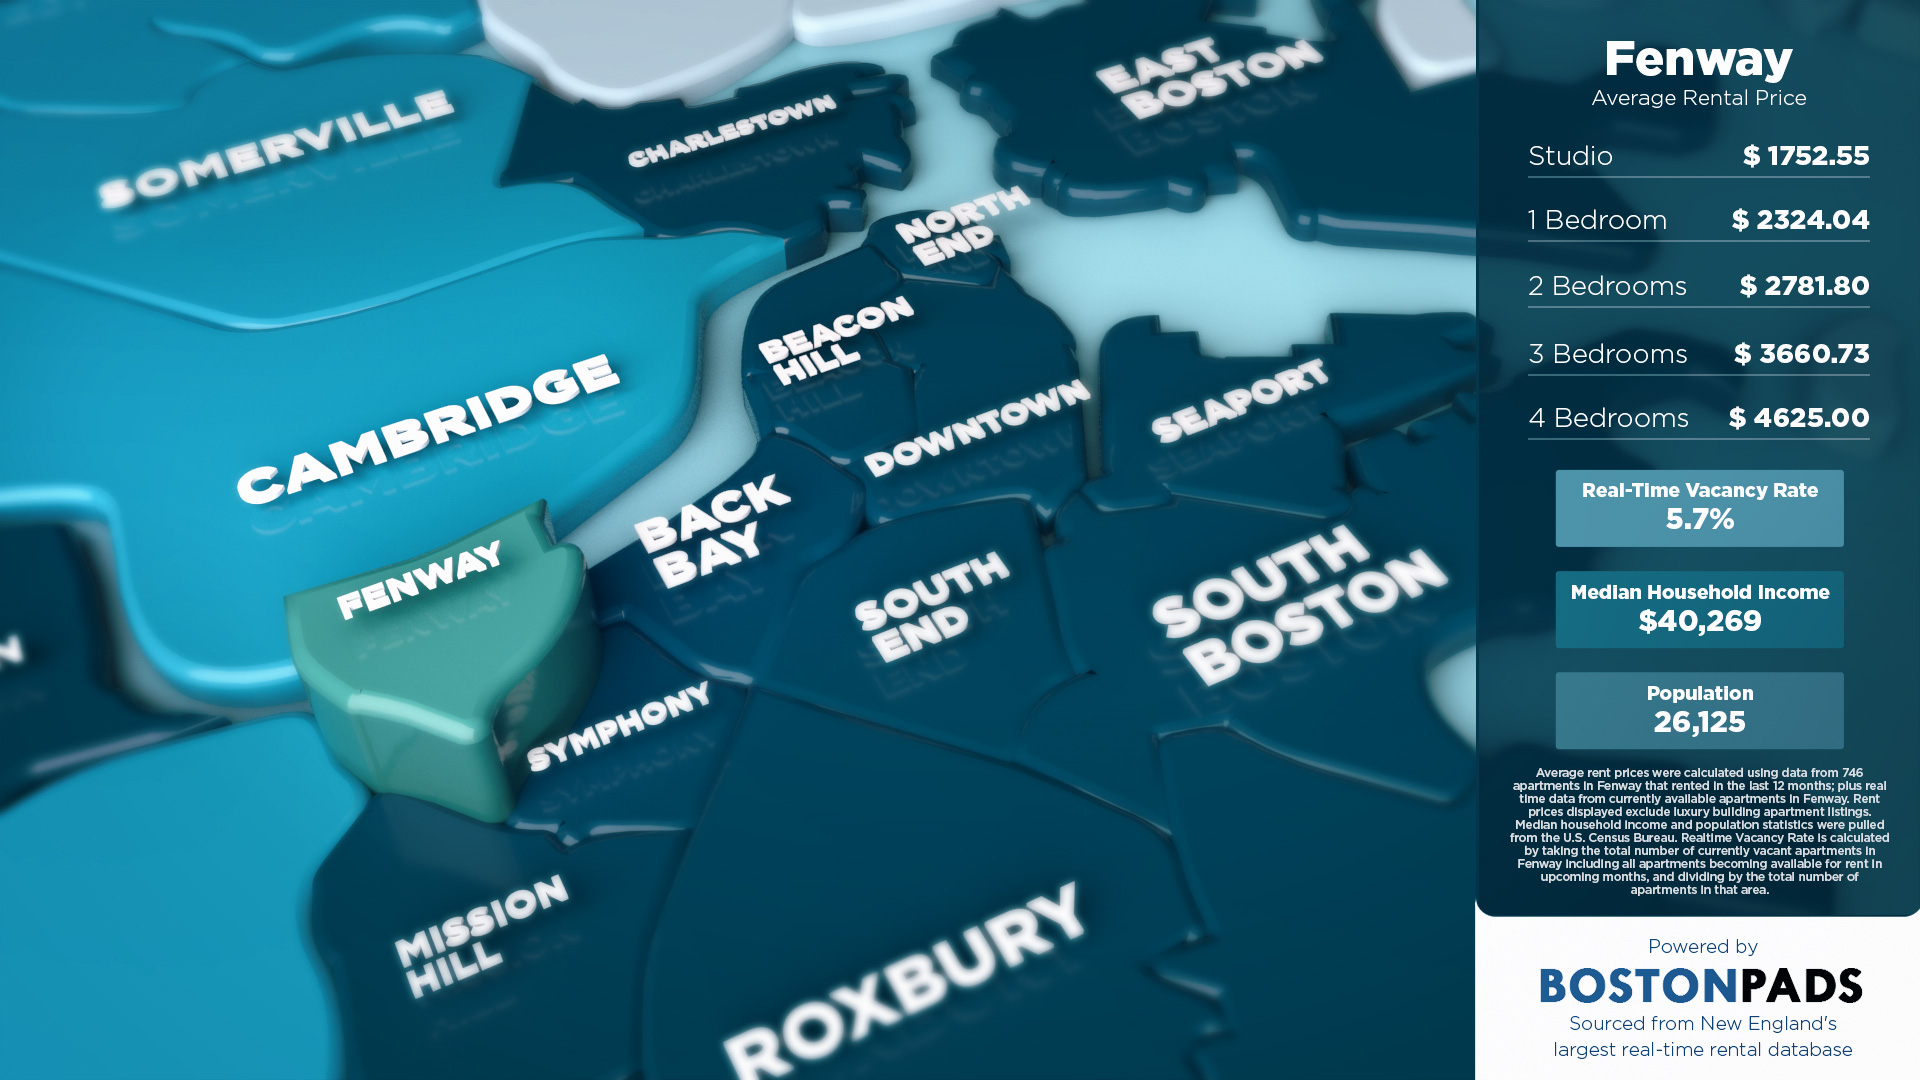 SOMERVILLE
CHARLESTOWN
EAST
BOSTON
NORTH
END
BEACON
HILL
CAMBRIDGE
DOWNTOWN
SEAPORT
BACK
BAY
FENWAY
SOUTH
END
SOUTH
BOSTON
SYMPHONY
MISSION
HILL
ROXBURY
Fenway
Average Rental Price
Studio $ 1752.55
1 Bedroom $ 2324.04
2 Bedrooms $ 2781.80
3 Bedrooms $ 3660.73
4 Bedrooms $ 4625.00
Real-Time Vacancy Rate
5.7%
Median Household Income
$40,269
Population
26,125
Average rent prices were calculated using data from 746
apartments in Fenway that rented in the last 12 months; plus real
time data from currently available apartments in Fenway. Rent
prices displayed exclude luxury building apartment listings.
Median household income and population statistics were pulled
from the U.S. Census Bureau. Realtime Vacancy Rate is calculated
by taking the total number of currently vacant apartments in
Fenway including all apartments becoming available for rent in
upcoming months, and dividing by the total number of
apartments in that area.
Powered by
BOSTONPADS
Sourced from New England's
largest real-time rental database